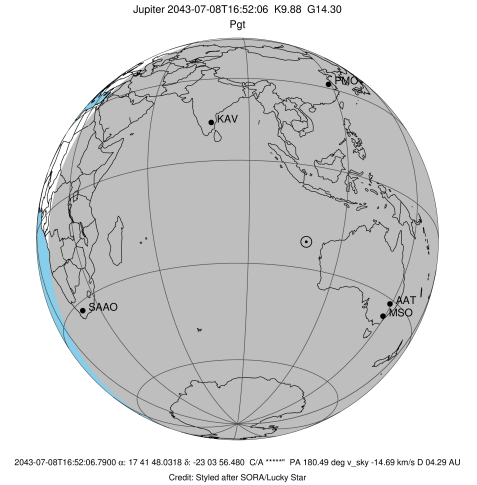 Jupiter 2043-07-08T16:52:06 K9.88 G14.30
Pgt
PMO
KAV
SAAO
AAT
MSO
2043-07-08T16:52:06.7900 α: 17 41 48.0318 δ: -23 03 56.480 C/A *****" PA 180.49 deg v_sky -14.69 km/s D 04.29 AU
Credit: Styled after SORA/Lucky Star